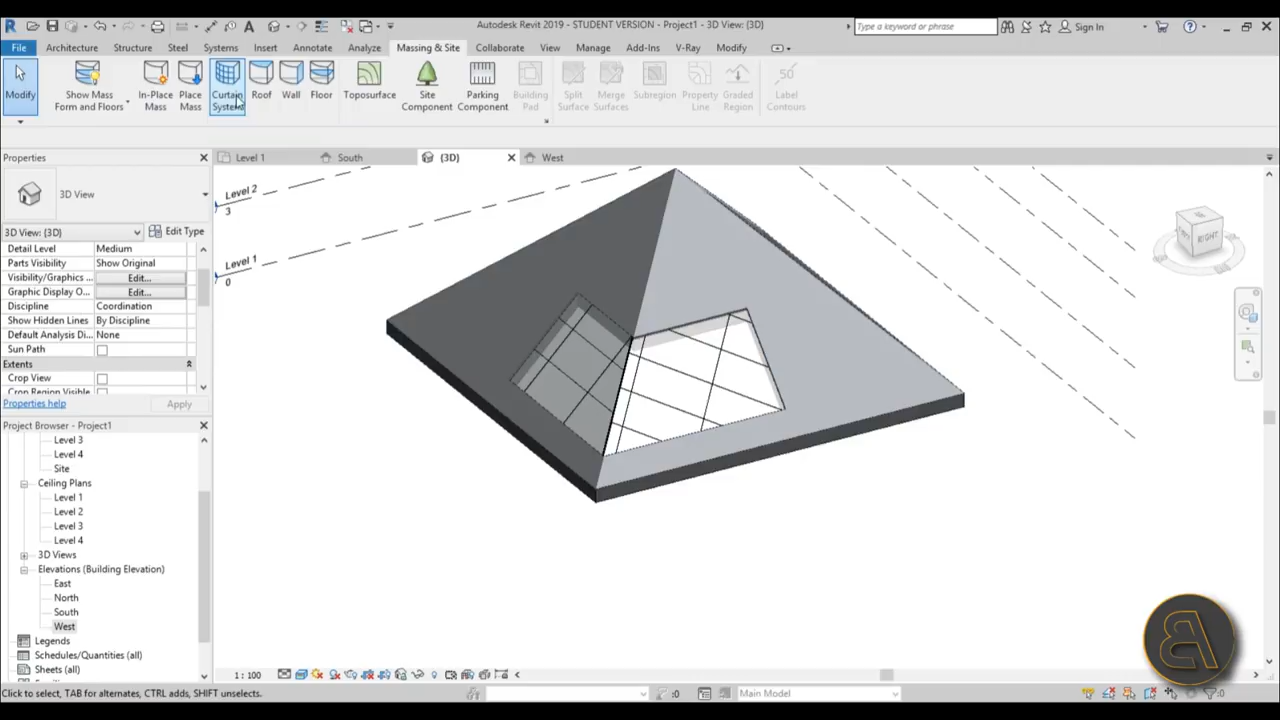 Autodesk Revit 2019 - STUDENT VERSION - Project1 - 3D View: {3D}
Type a keyword or phrase
Sign In
File Architecture Structure Steel Systems Insert Annotate Analyze Massing & Site Collaborate View Manage Add-Ins V-Ray Modify
Modify
Show Mass
Form and Floors
In-Place
Mass
Place
Mass
Curtain
System
Roof
Wall
Floor
Toposurface
Site
Component
Parking
Component
Building
Pad
Split
Surface
Merge
Surfaces
Subregion
Property
Line
Graded
Region
50
Label
Contours
Properties
Level 1
South
{3D}
West
3D View
3D View: {3D}
Edit Type
Detail Level Medium
Parts Visibility Show Original
Visibility/Graphics ... Edit...
Graphic Display O... Edit...
Discipline Coordination
Show Hidden Lines By Discipline
Default Analysis Di... None
Sun Path
Extents
Crop View
Crop Region Visible
Properties help
Apply
Project Browser - Project1
Level 3
Level 4
Site
Ceiling Plans
Level 1
Level 2
Level 3
Level 4
3D Views
Elevations (Building Elevation)
East
North
South
West
Legends
Schedules/Quantities (all)
Sheets (all)
Level 2
3
Level 1
0
RIGHT
1 : 100
Click to select, TAB for alternates, CTRL adds, SHIFT unselects.
:0
Main Model
:0